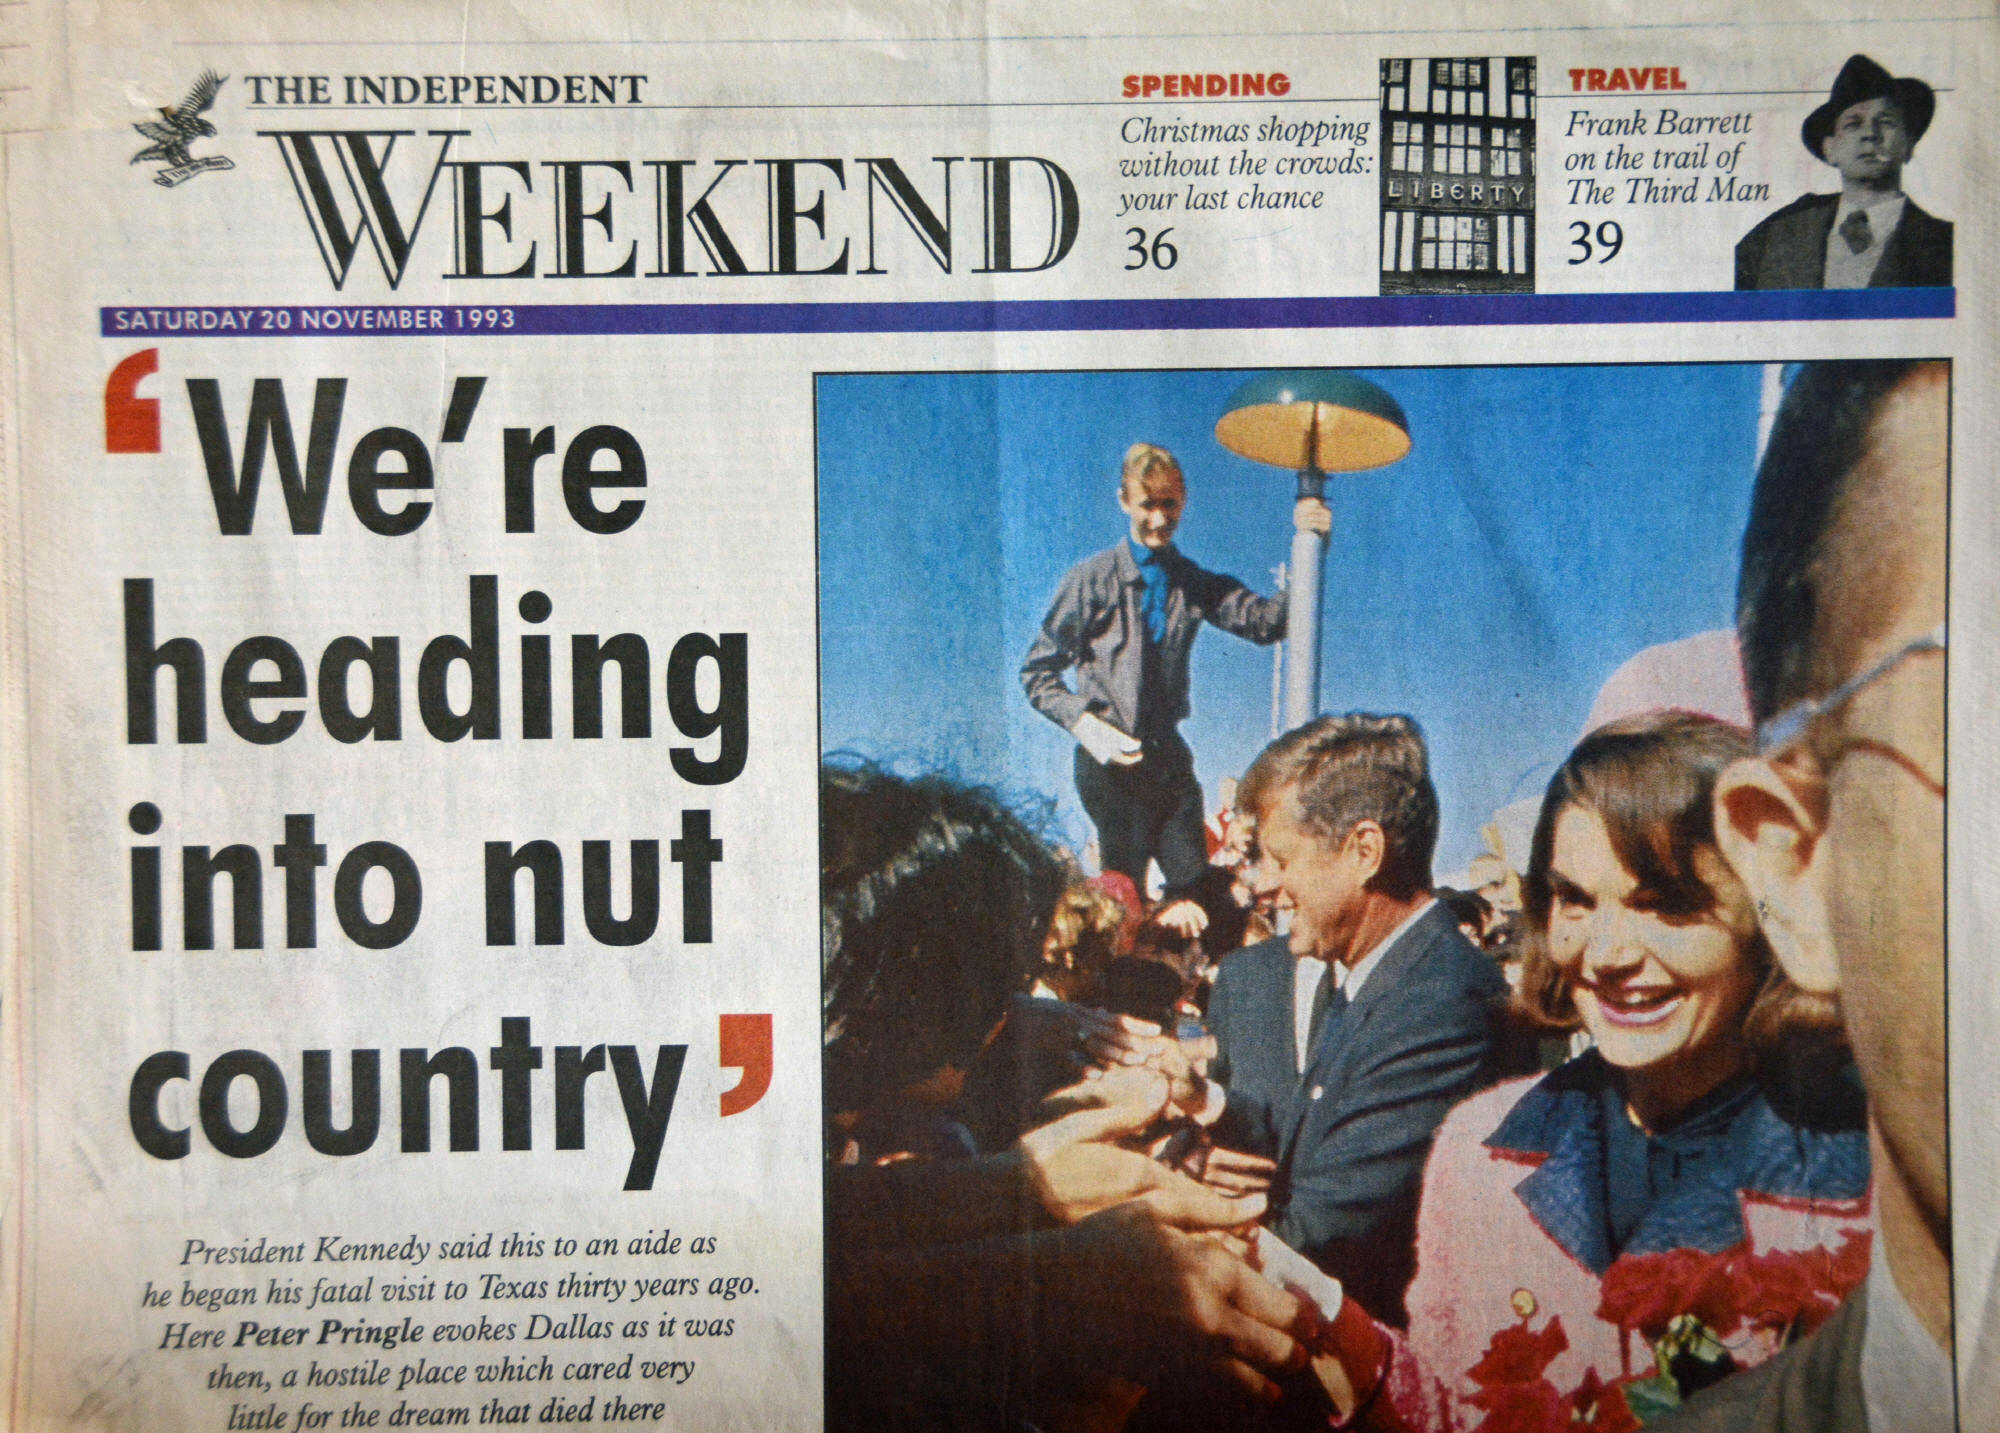 THE INDEPENDENT
WEEKEND
SPENDING
Christmas shopping
without the crowds:
your last chance
36
LIBERTY
TRAVEL
Frank Barrett
on the trail of
The Third Man
39
SATURDAY 20 NOVEMBER 1993
‘We’re
heading
into nut
country’
President Kennedy said this to an aide as
he began his fatal visit to Texas thirty years ago.
Here Peter Pringle evokes Dallas as it was
then, a hostile place which cared very
little for the dream that died there